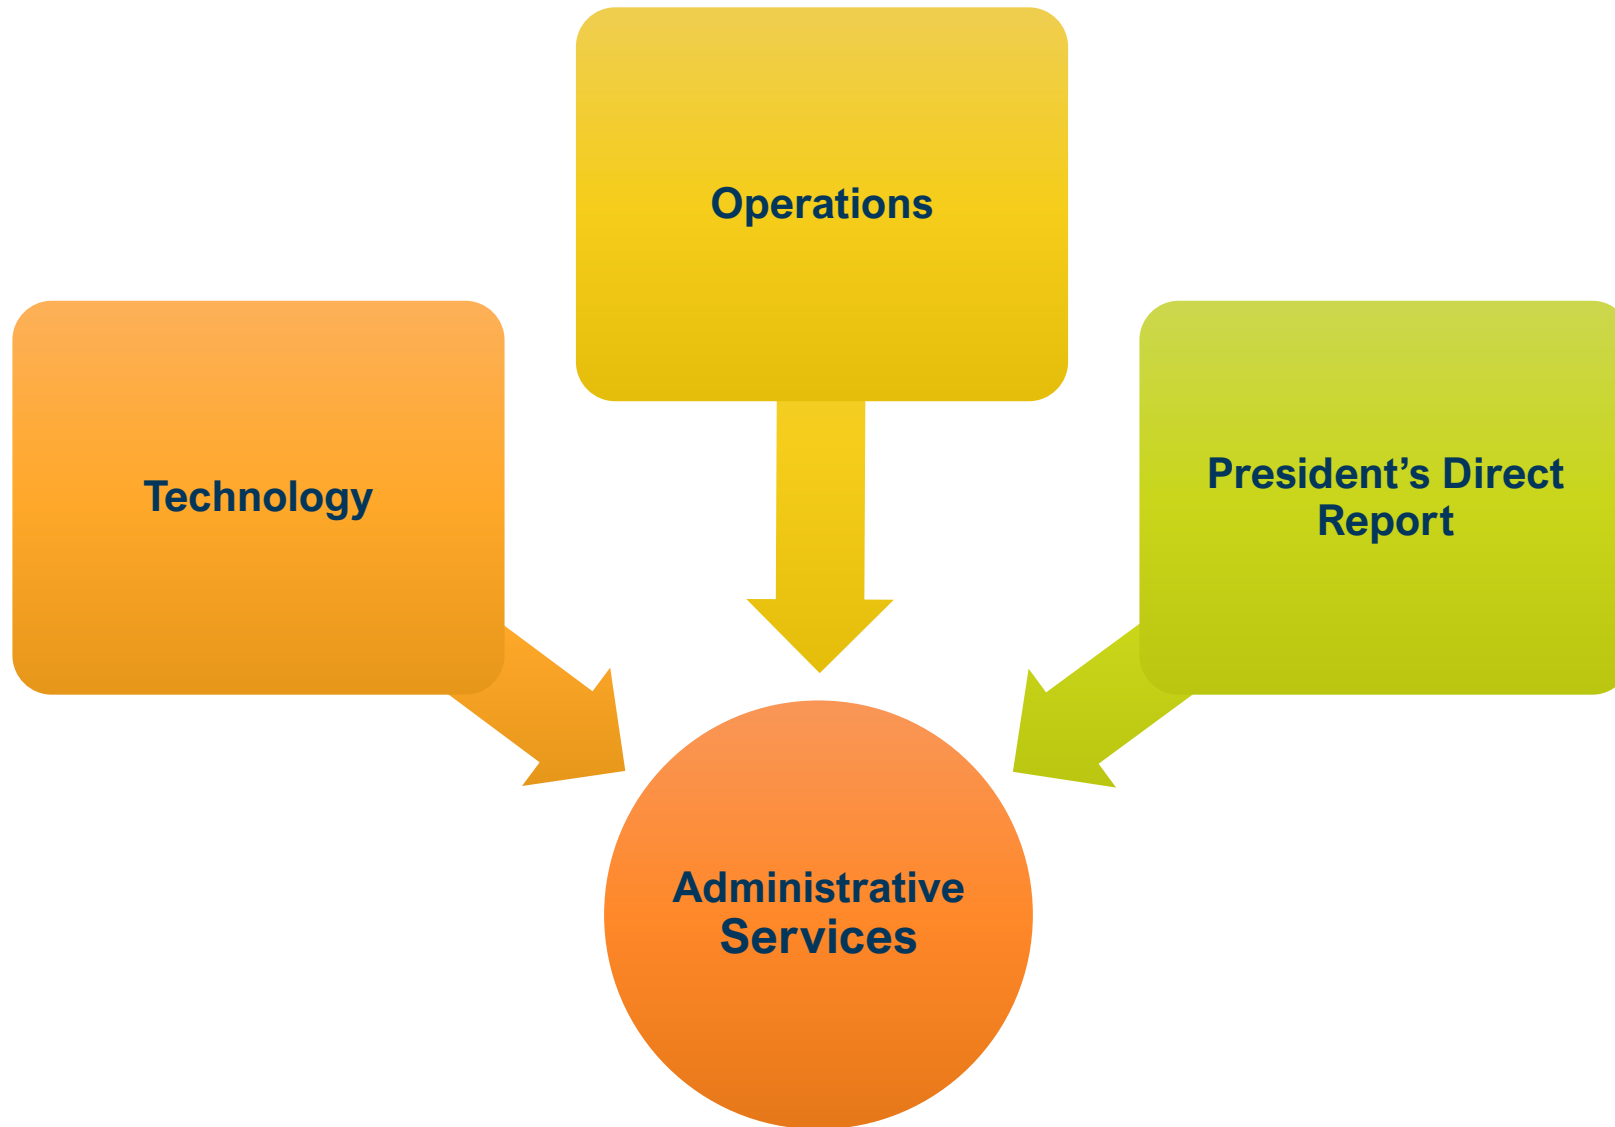 Operations
Technology
President’s Direct
Report
Administrative
Services